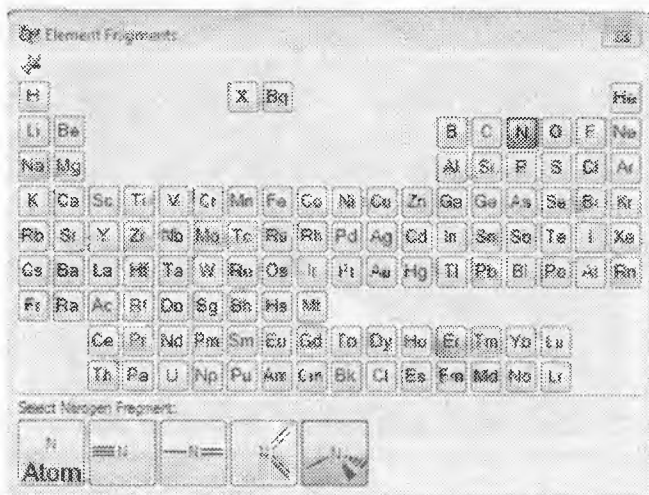 Element Fragments
H X Bq He
Li Be B C N O F Ne
Na Mg Al Si P S Cl Ar
K Ca Sc Ti V Cr Mn Fe Co Ni Cu Zn Ga Ge As Se Br Kr
Rb Sr Y Zr Nb Mo Tc Ru Rh Pd Ag Cd In Sn Sb Te I Xe
Cs Ba La Hf Ta W Re Os Ir Pt Au Hg Tl Pb Bi Po At Rn
Fr Ra Ac Rf Db Sg Bh Hs Mt
Ce Pr Nd Pm Sm Eu Gd Tb Dy Ho Er Tm Yb Lu
Th Pa U Np Pu Am Cm Bk Cf Es Fm Md No Lr
Select Nitrogen Fragment:
N N N N N
Atom